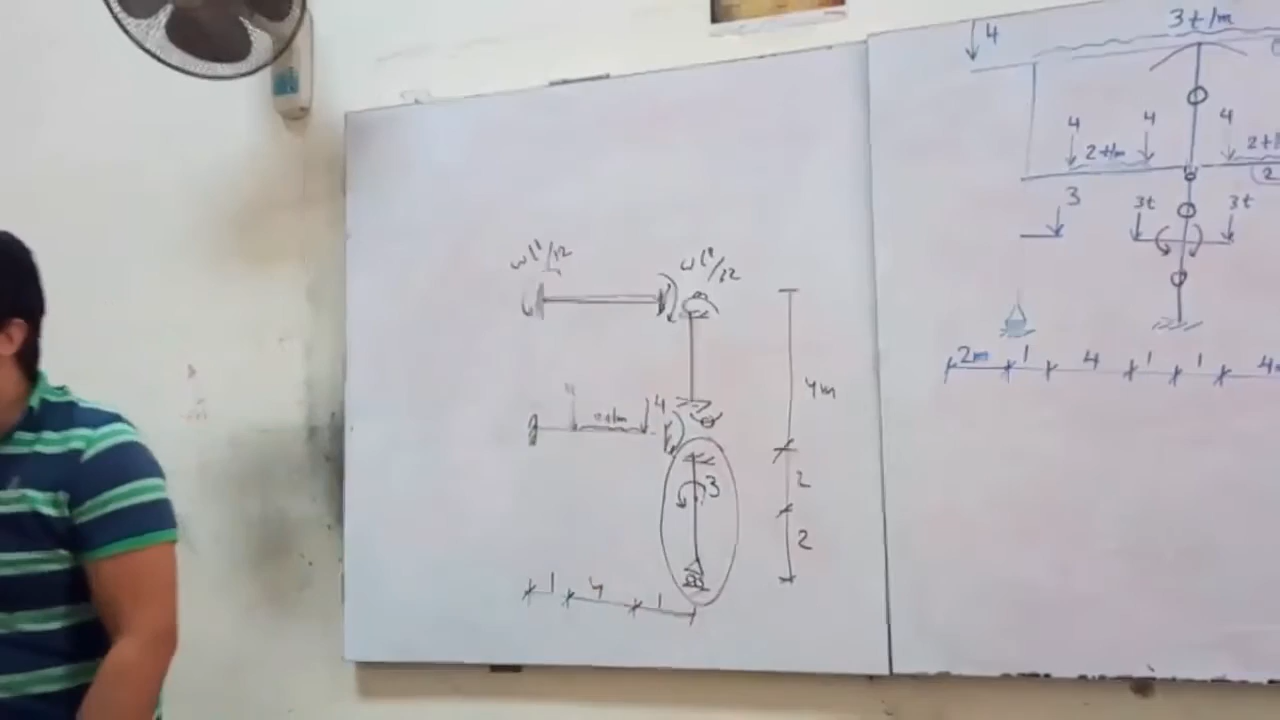 wl²/12 wl²/12
4m
4
3
2
2
1 4 1
4 3t/m
4 4 4
2t/m 2t/
2
3 3t 3t
2m 1 4 1 1 4